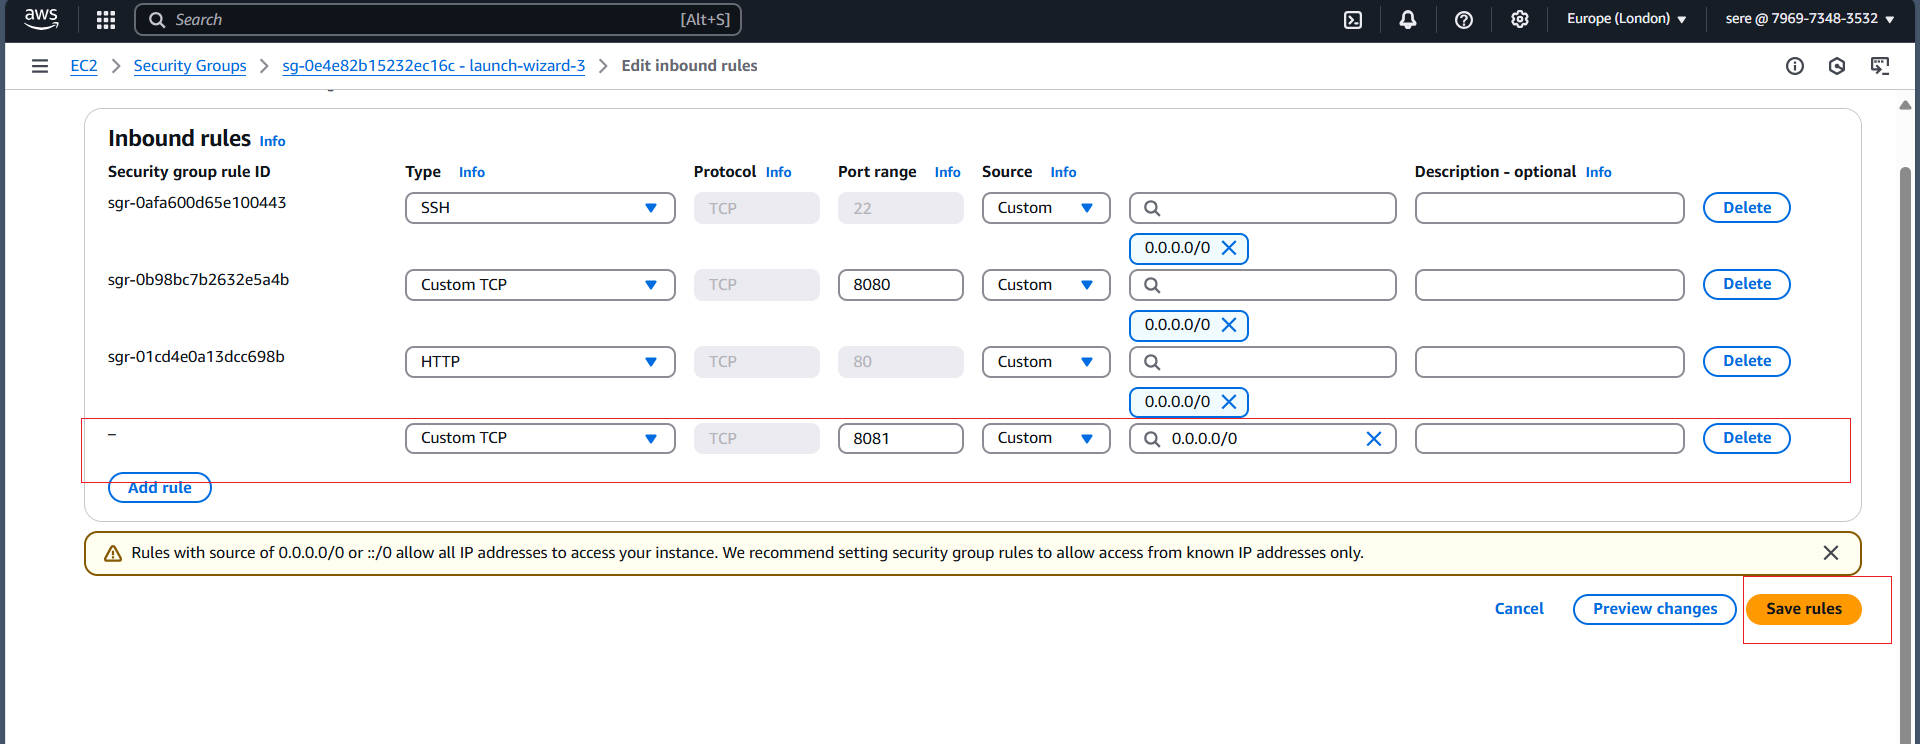 aws Search [Alt+S] Europe (London) sere @ 7969-7348-3532
EC2 Security Groups sg-0e4e82b15232ec16c - launch-wizard-3 Edit inbound rules
Inbound rules Info
Security group rule ID Type Info Protocol Info Port range Info Source Info Description - optional Info
sgr-0afa600d65e100443 SSH TCP 22 Custom Delete
0.0.0.0/0
sgr-0b98bc7b2632e5a4b Custom TCP TCP 8080 Custom Delete
0.0.0.0/0
sgr-01cd4e0a13dcc698b HTTP TCP 80 Custom Delete
0.0.0.0/0
– Custom TCP TCP 8081 Custom 0.0.0.0/0 Delete
Add rule
Rules with source of 0.0.0.0/0 or ::/0 allow all IP addresses to access your instance. We recommend setting security group rules to allow access from known IP addresses only.
Cancel Preview changes Save rules